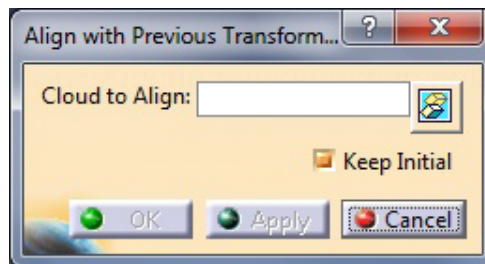 Align with Previous Transform... ?
Cloud to Align:
Keep Initial
OK Apply Cancel